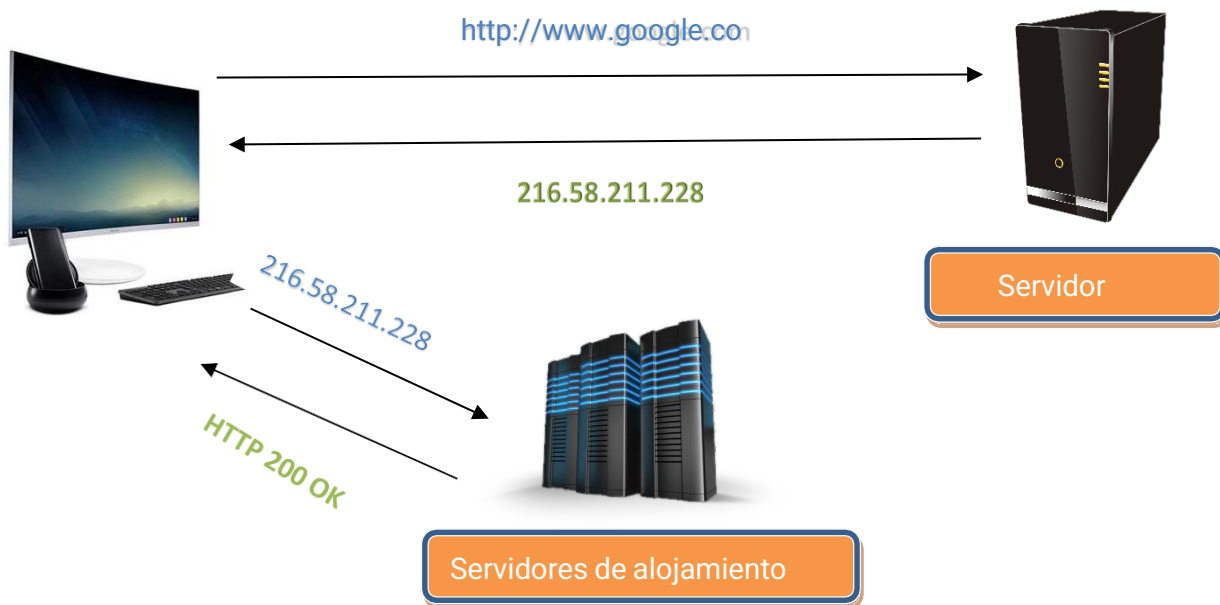 http://www.google.co
216.58.211.228
Servidor
216.58.211.228
HTTP 200 OK
Servidores de alojamiento